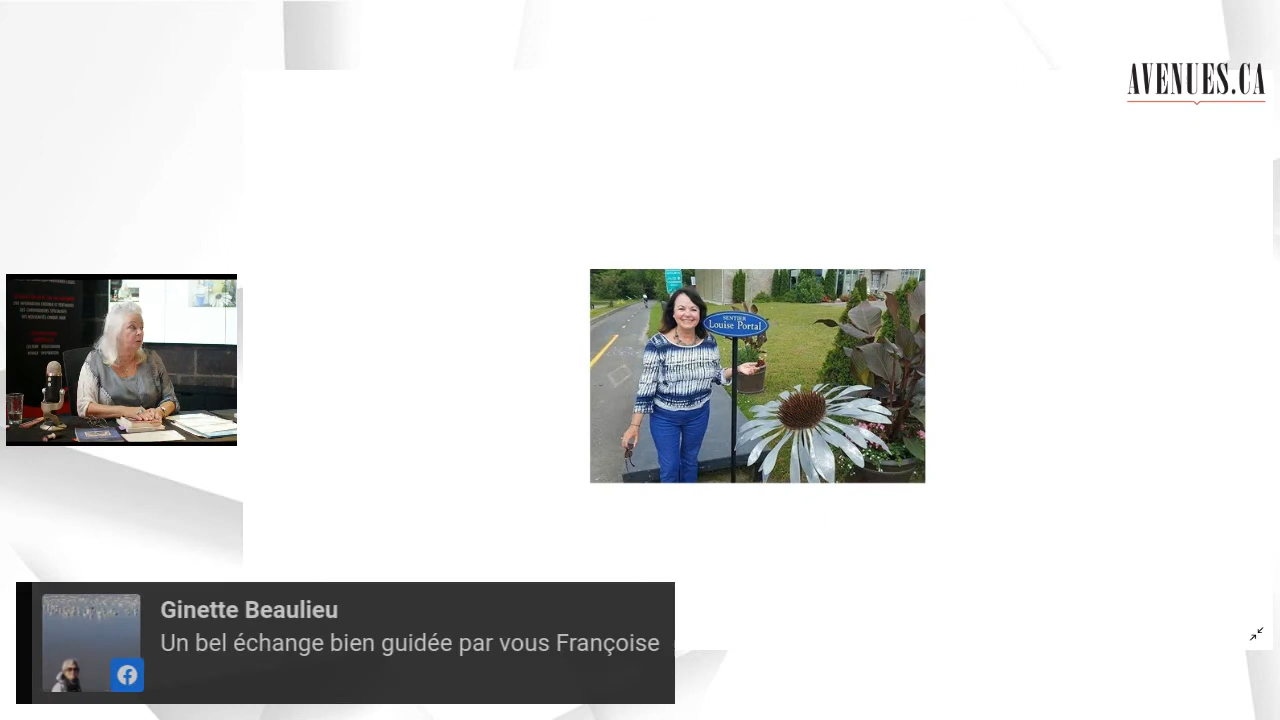 AVENUES.CA
SENTIER
Louise Portal
Ginette Beaulieu
Un bel échange bien guidée par vous Françoise